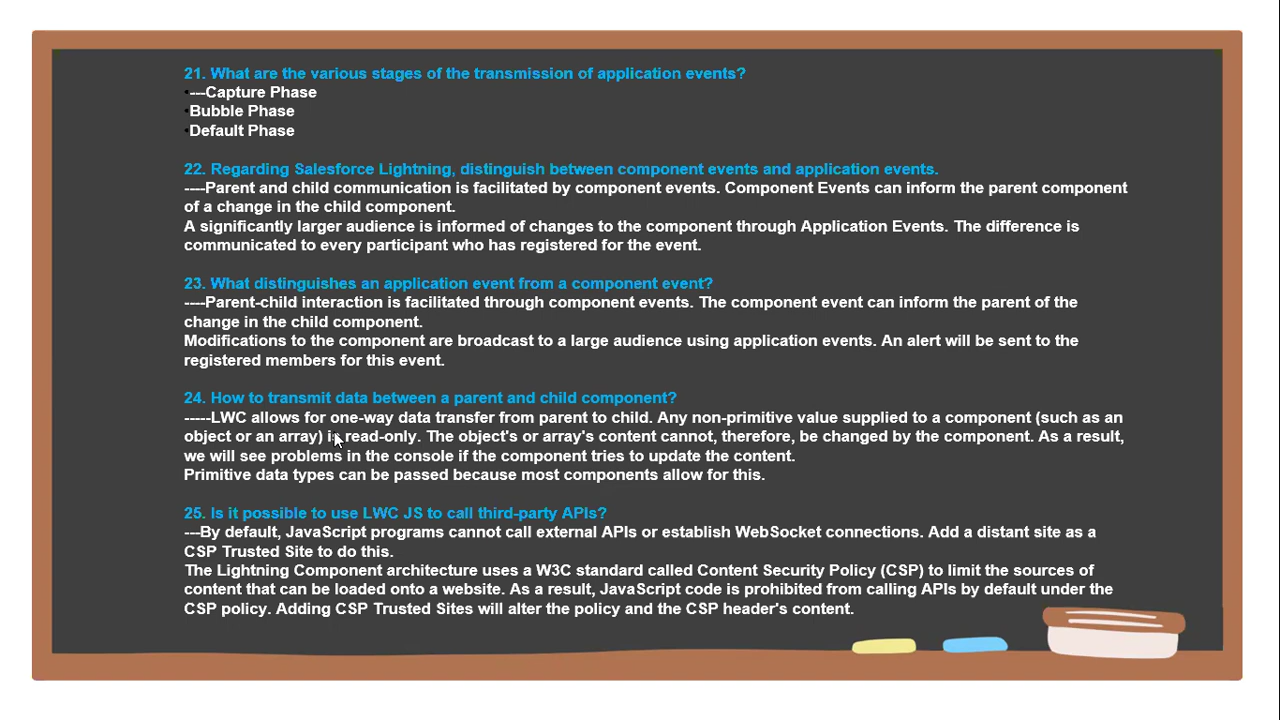 21. What are the various stages of the transmission of application events?
•---Capture Phase
•Bubble Phase
•Default Phase
22. Regarding Salesforce Lightning, distinguish between component events and application events.
----Parent and child communication is facilitated by component events. Component Events can inform the parent component
of a change in the child component.
A significantly larger audience is informed of changes to the component through Application Events. The difference is
communicated to every participant who has registered for the event.
23. What distinguishes an application event from a component event?
----Parent-child interaction is facilitated through component events. The component event can inform the parent of the
change in the child component.
Modifications to the component are broadcast to a large audience using application events. An alert will be sent to the
registered members for this event.
24. How to transmit data between a parent and child component?
-----LWC allows for one-way data transfer from parent to child. Any non-primitive value supplied to a component (such as an
object or an array) is read-only. The object's or array's content cannot, therefore, be changed by the component. As a result,
we will see problems in the console if the component tries to update the content.
Primitive data types can be passed because most components allow for this.
25. Is it possible to use LWC JS to call third-party APIs?
---By default, JavaScript programs cannot call external APIs or establish WebSocket connections. Add a distant site as a
CSP Trusted Site to do this.
The Lightning Component architecture uses a W3C standard called Content Security Policy (CSP) to limit the sources of
content that can be loaded onto a website. As a result, JavaScript code is prohibited from calling APIs by default under the
CSP policy. Adding CSP Trusted Sites will alter the policy and the CSP header's content.